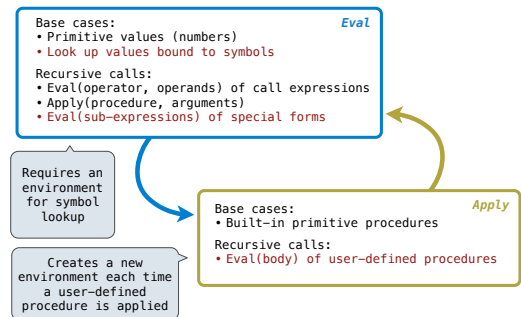 Base cases:
Eval
• Primitive values (numbers)
• Look up values bound to symbols
Recursive calls:
• Eval(operator, operands) of call expressions
• Apply(procedure, arguments)
• Eval(sub-expressions) of special forms
Requires an
environment
for symbol
lookup
Base cases:
Apply
• Built-in primitive procedures
Recursive calls:
• Eval(body) of user-defined procedures
Creates a new
environment each time
a user-defined
procedure is applied